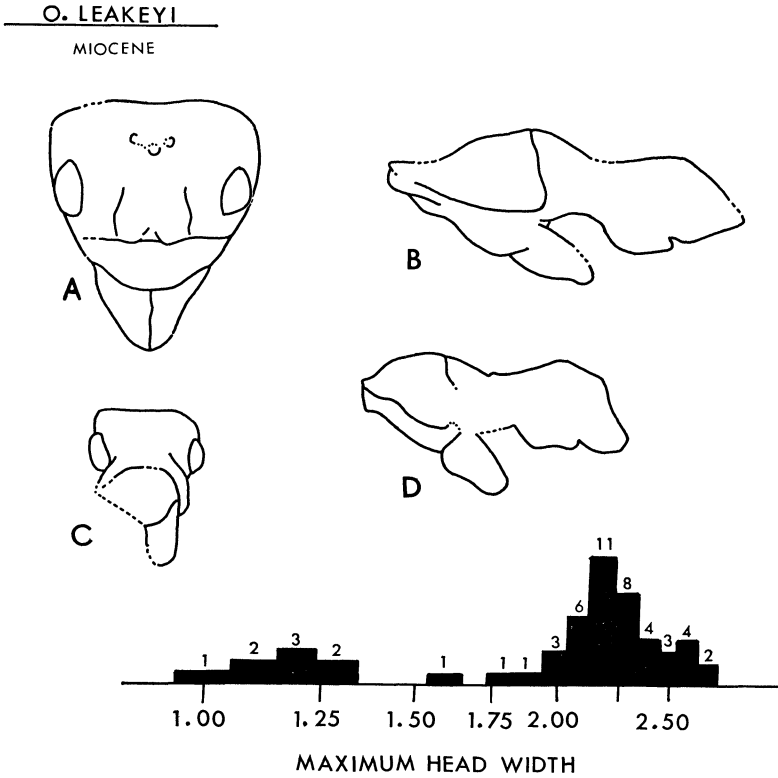 O. LEAKEYI
MIOCENE
A
B
C
D
1 2 3 2 1 1 1 3 6 11 8 4 3 4 2
1.00 1.25 1.50 1.75 2.00 2.50
MAXIMUM HEAD WIDTH